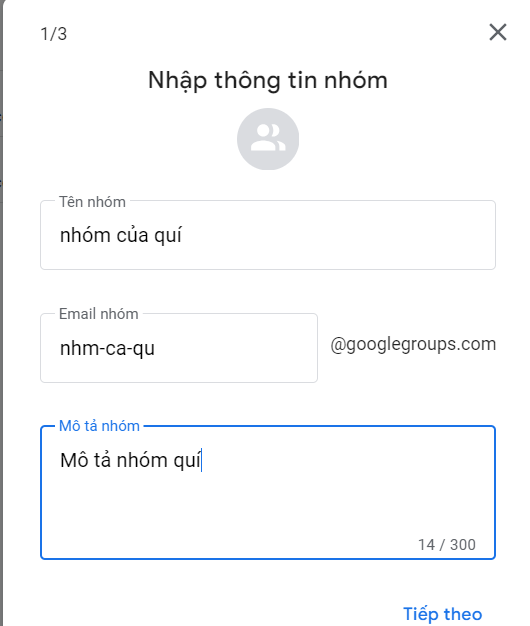 1/3
Nhập thông tin nhóm
Tên nhóm
nhóm của quí
Email nhóm
nhm-ca-qu @googlegroups.com
Mô tả nhóm
Mô tả nhóm quí
14 / 300
Tiếp theo